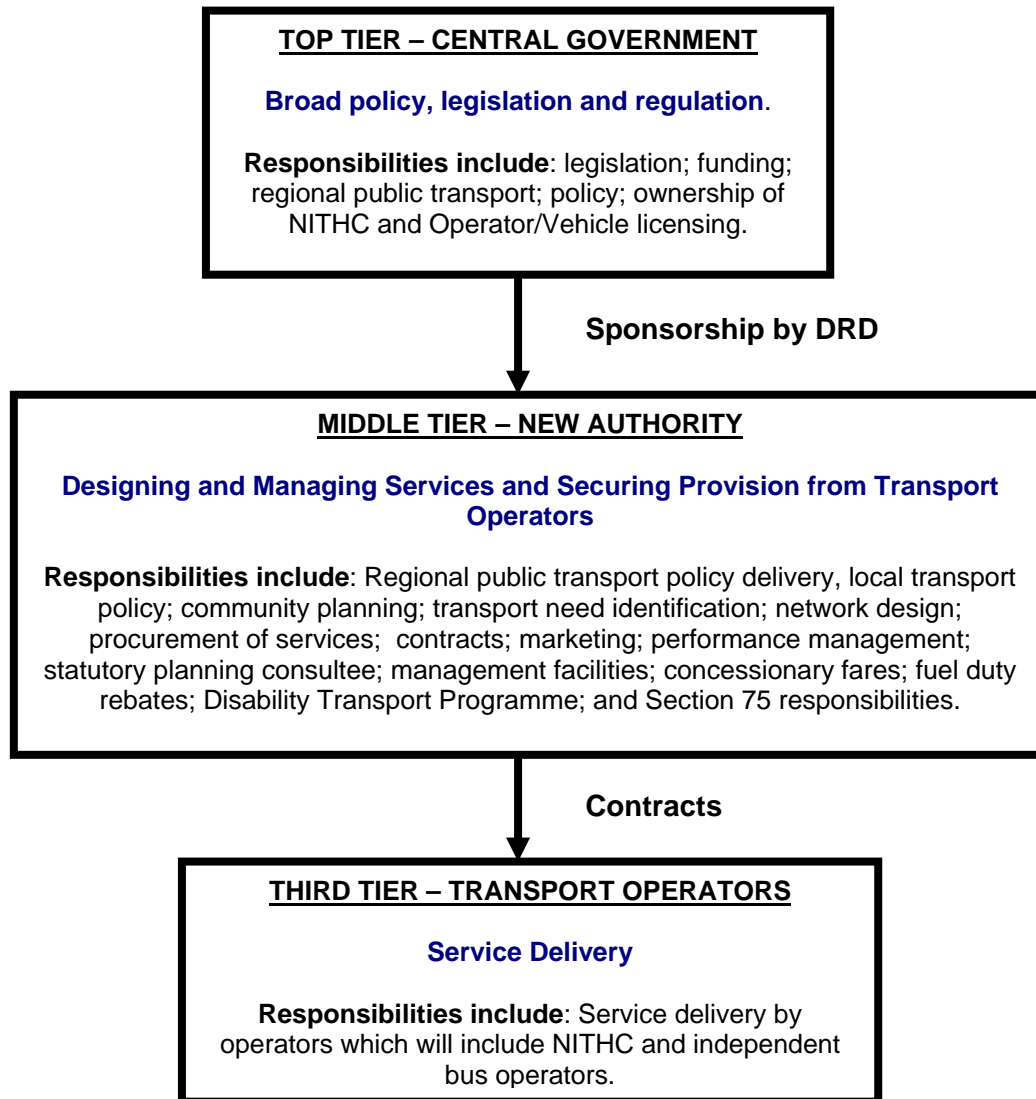 TOP TIER – CENTRAL GOVERNMENT
Broad policy, legislation and regulation.
Responsibilities include: legislation; funding;
regional public transport; policy; ownership of
NITHC and Operator/Vehicle licensing.
Sponsorship by DRD
MIDDLE TIER – NEW AUTHORITY
Designing and Managing Services and Securing Provision from Transport
Operators
Responsibilities include: Regional public transport policy delivery, local transport
policy; community planning; transport need identification; network design;
procurement of services;  contracts; marketing; performance management;
statutory planning consultee; management facilities; concessionary fares; fuel duty
rebates; Disability Transport Programme; and Section 75 responsibilities.
Contracts
THIRD TIER – TRANSPORT OPERATORS
Service Delivery
Responsibilities include: Service delivery by
operators which will include NITHC and independent
bus operators.